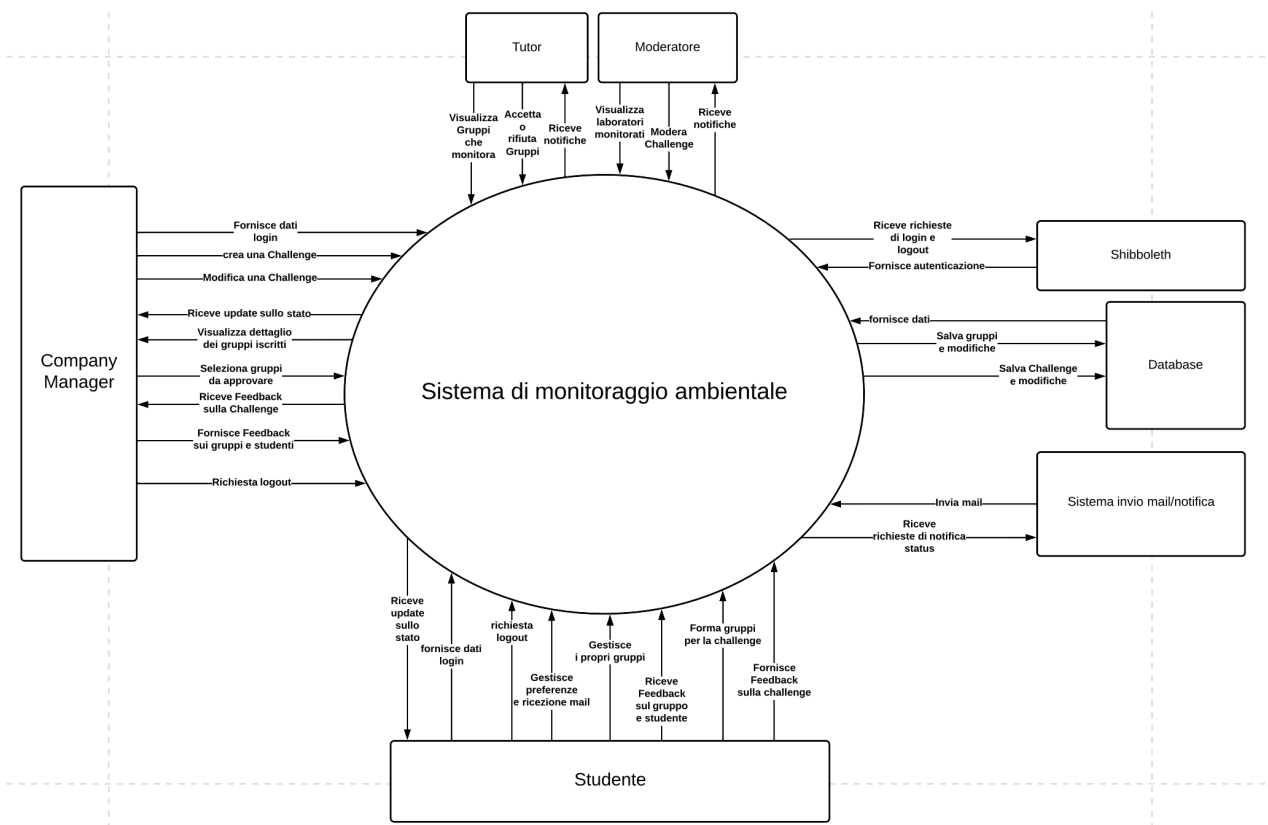 Tutor
Moderatore
Visualizza
Gruppi
che
monitora
Accetta
o
rifiuta
Gruppi
Riceve
notifiche
Visualizza
laboratori
monitorati
Modera
Challenge
Riceve
notifiche
Company
Manager
Fornisce dati
login
crea una Challenge
Modifica una Challenge
Riceve update sullo stato
Visualizza dettaglio
dei gruppi iscritti
Seleziona gruppi
da approvare
Riceve Feedback
sulla Challenge
Fornisce Feedback
sui gruppi e studenti
Richiesta logout
Sistema di monitoraggio ambientale
Riceve richieste
di login e
logout
Fornisce autenticazione
Shibboleth
fornisce dati
Salva gruppi
e modifiche
Salva Challenge
e modifiche
Database
Invia mail
Riceve
richieste di notifica
status
Sistema invio mail/notifica
Riceve
update
sullo
stato
fornisce dati
login
richiesta
logout
Gestisce
preferenze
e ricezione mail
Gestisce
i propri gruppi
Riceve
Feedback
sul gruppo
e studente
Forma gruppi
per la challenge
Fornisce
Feedback
sulla challenge
Studente